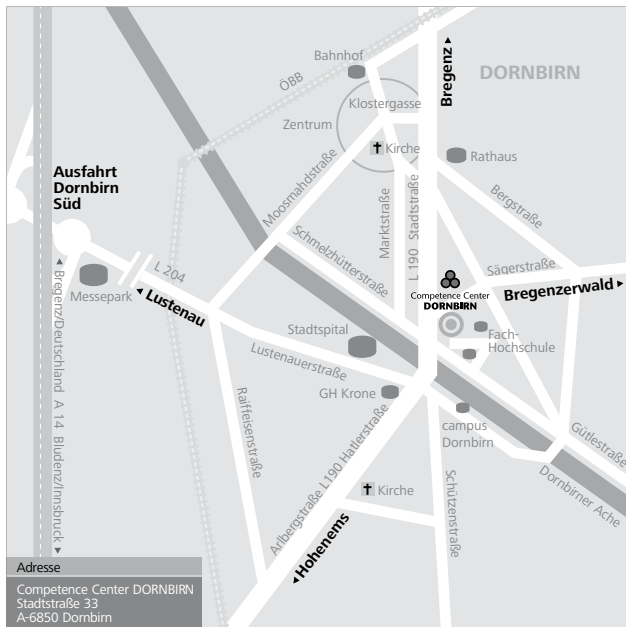 Bahnhof
Bregenz ▸
DORNBIRN
ÖBB
Klostergasse
Zentrum
Kirche
Rathaus
Ausfahrt
Dornbirn
Süd
Moosmahdstraße
Marktstraße
L 190 Stadtstraße
Bergstraße
Schmelzhütterstraße
Sägerstraße
Bregenzerwald ▸
L 204
Messepark
◂ Lustenau
Competence Center
DORNBIRN
Fach-
Hochschule
Stadtspital
Lustenauerstraße
GH Krone
campus
Dornbirn
Raiffeisenstraße
Arlbergstraße L190 Hatlerstraße
Gütlestraße
Dornbirner Ache
Schützenstraße
Kirche
◂ Hohenems
◂ Bregenz/Deutschland A 14 Bludenz/Innsbruck ▸
Adresse
Competence Center DORNBIRN
Stadtstraße 33
A-6850 Dornbirn